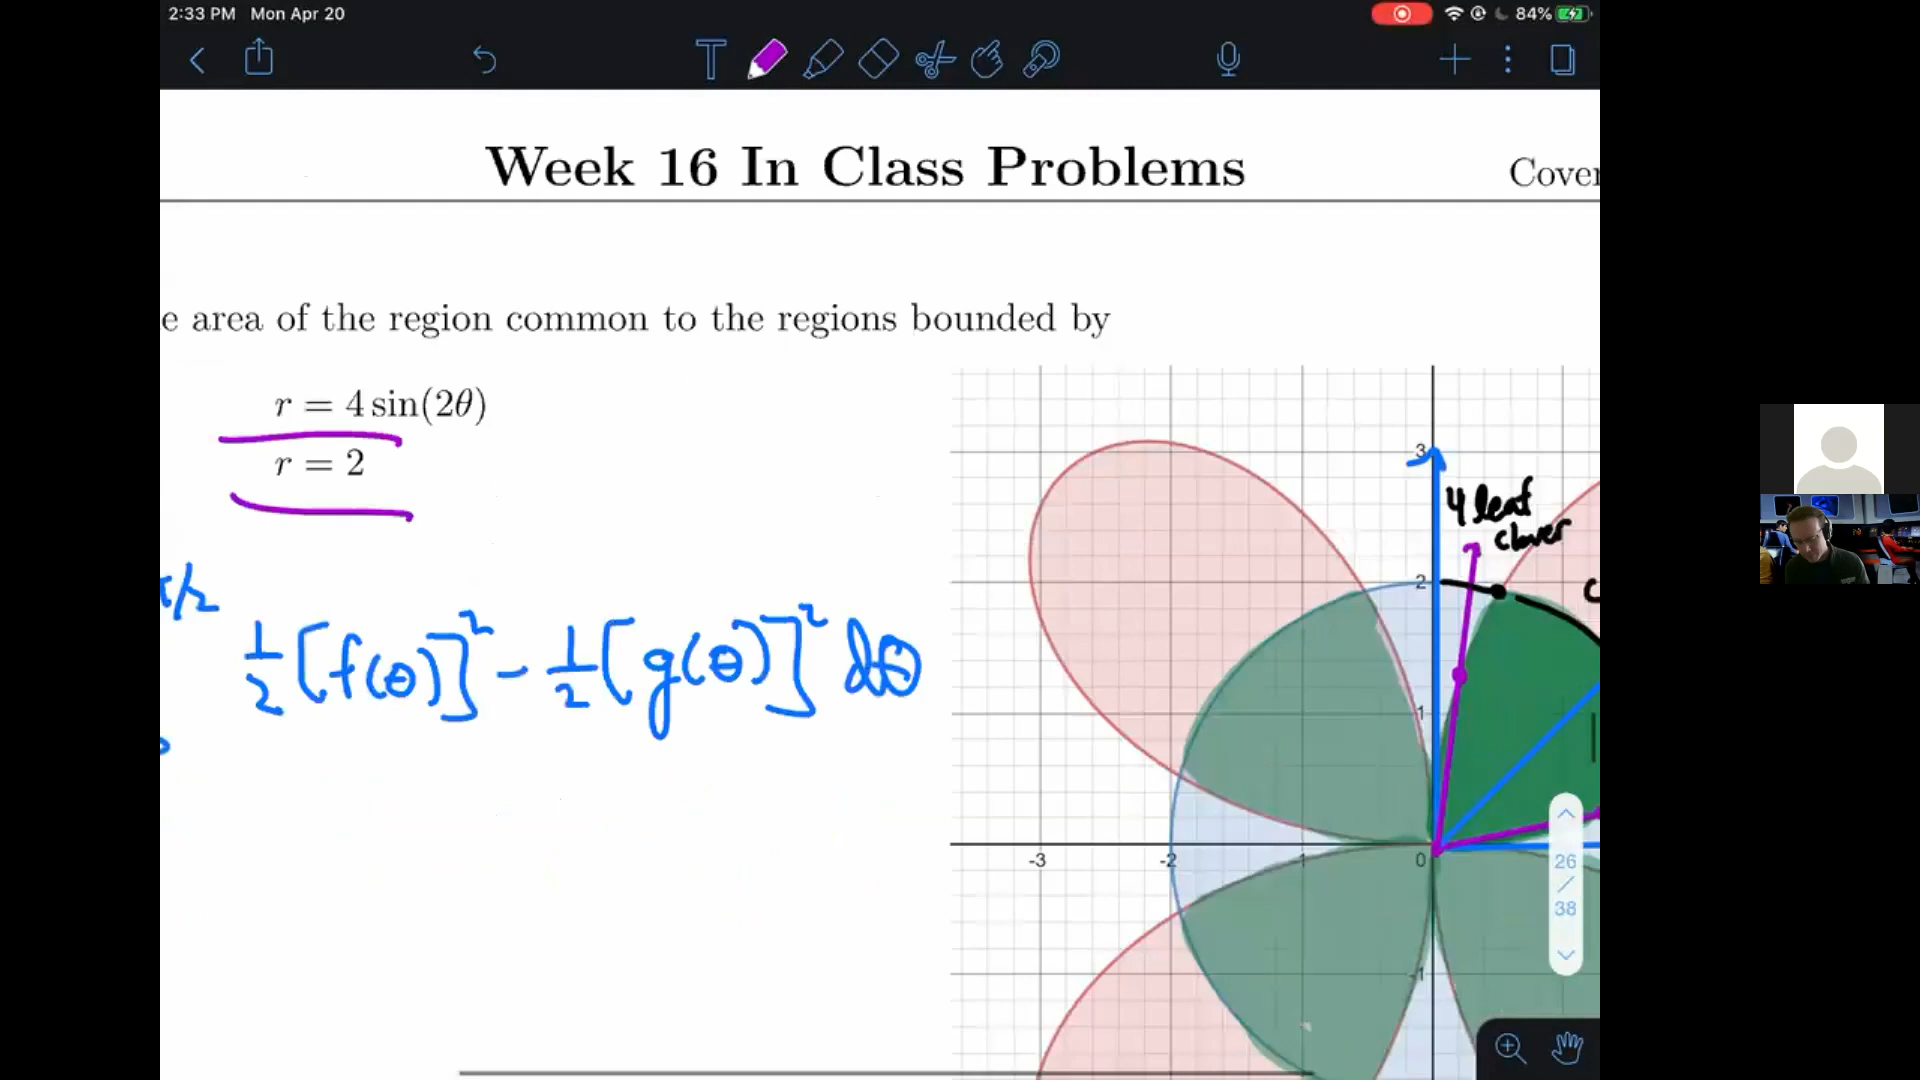 2:33 PM Mon Apr 20
84%
T
Week 16 In Class Problems
Cover
e area of the region common to the regions bounded by
r = 4 sin(2θ)
r = 2
π/2
1/2 [f(θ)]² - 1/2 [g(θ)]² dθ
4 leaf
clover
c
3
2
1
-3 -2 -1 0
-1
26
/
38